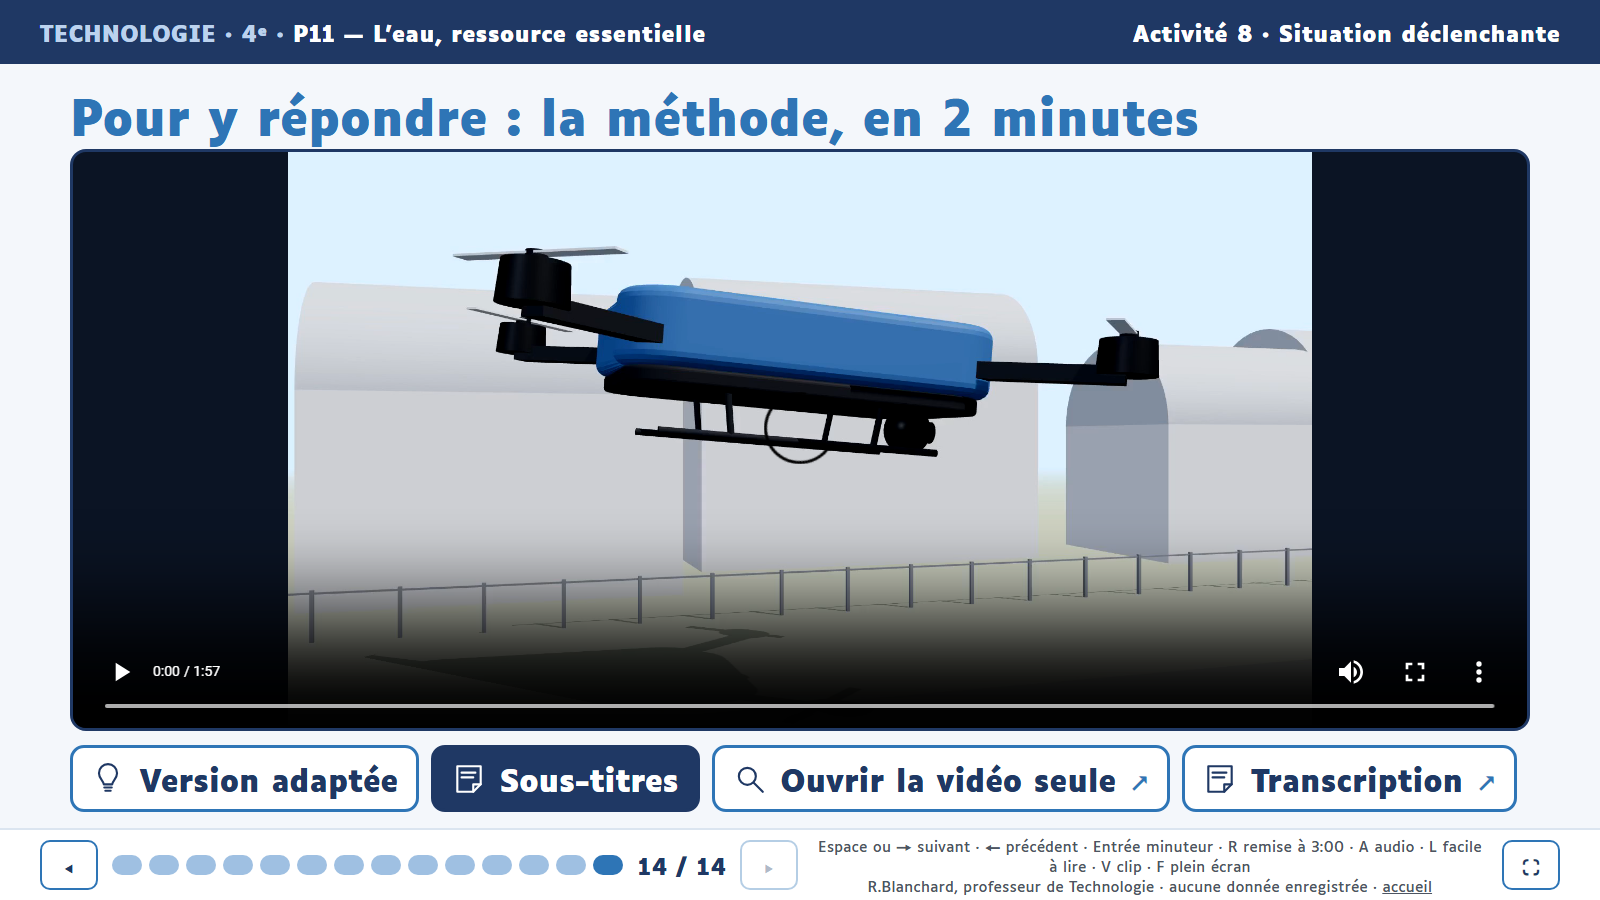 TECHNOLOGIE · 4ᵉ · P11 — L’eau, ressource essentielle
Activité 8 · Situation déclenchante
Pour y répondre : la méthode, en 2 minutes
0:00 / 1:57
Version adaptée
Sous-titres
Ouvrir la vidéo seule ↗
Transcription ↗
14 / 14
Espace ou → suivant · ← précédent · Entrée minuteur · R remise à 3:00 · A audio · L facile
à lire · V clip · F plein écran
R.Blanchard, professeur de Technologie · aucune donnée enregistrée · accueil